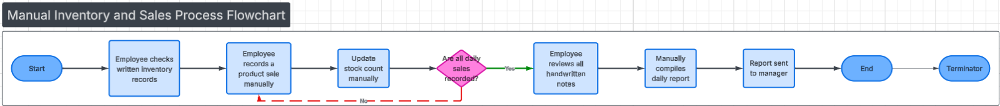 Manual Inventory and Sales Process Flowchart
Start
Employee checks
written inventory
records
Employee
records a
product sale
manually
Update
stock count
manually
Are all daily
sales
recorded?
Yes
No
Employee
reviews all
handwritten
notes
Manually
compiles
daily report
Report sent
to manager
End
Terminator